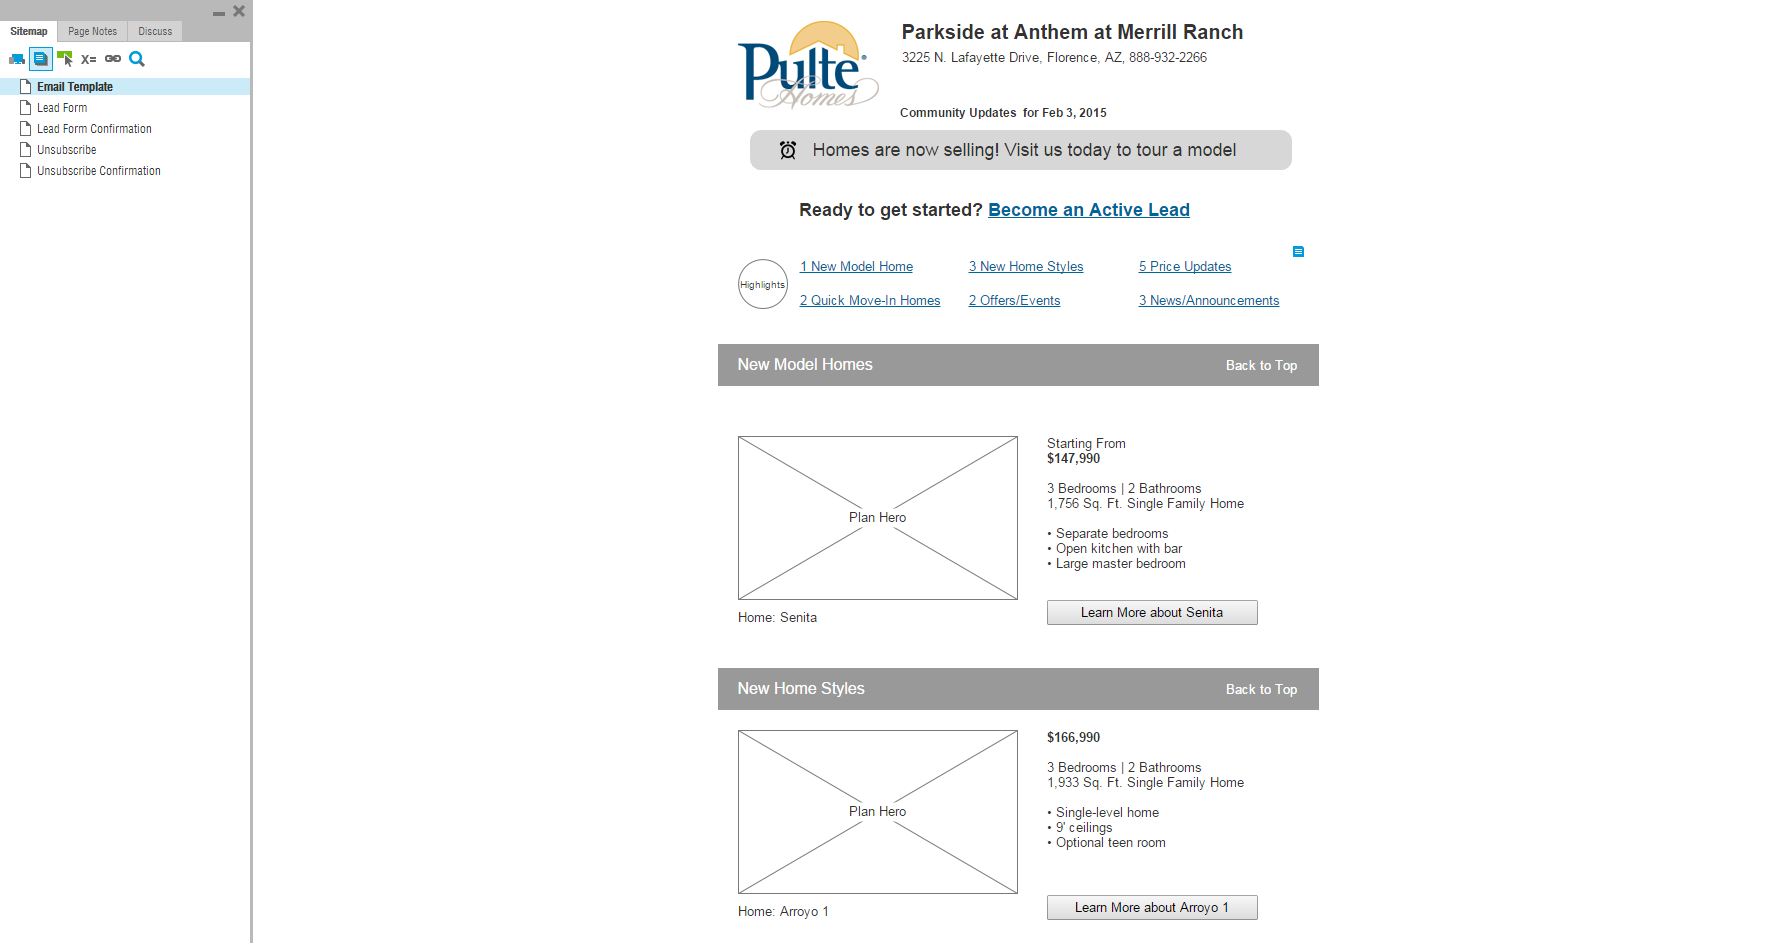 Sitemap
Page Notes
Discuss
X=
Email Template
Lead Form
Lead Form Confirmation
Unsubscribe
Unsubscribe Confirmation
Pulte
Homes
Parkside at Anthem at Merrill Ranch
3225 N. Lafayette Drive, Florence, AZ, 888-932-2266
Community Updates for Feb 3, 2015
Homes are now selling! Visit us today to tour a model
Ready to get started? Become an Active Lead
Highlights
1 New Model Home
3 New Home Styles
5 Price Updates
2 Quick Move-In Homes
2 Offers/Events
3 News/Announcements
New Model Homes
Back to Top
Plan Hero
Home: Senita
Starting From
$147,990
3 Bedrooms | 2 Bathrooms
1,756 Sq. Ft. Single Family Home
• Separate bedrooms
• Open kitchen with bar
• Large master bedroom
Learn More about Senita
New Home Styles
Back to Top
Plan Hero
Home: Arroyo 1
$166,990
3 Bedrooms | 2 Bathrooms
1,933 Sq. Ft. Single Family Home
• Single-level home
• 9' ceilings
• Optional teen room
Learn More about Arroyo 1